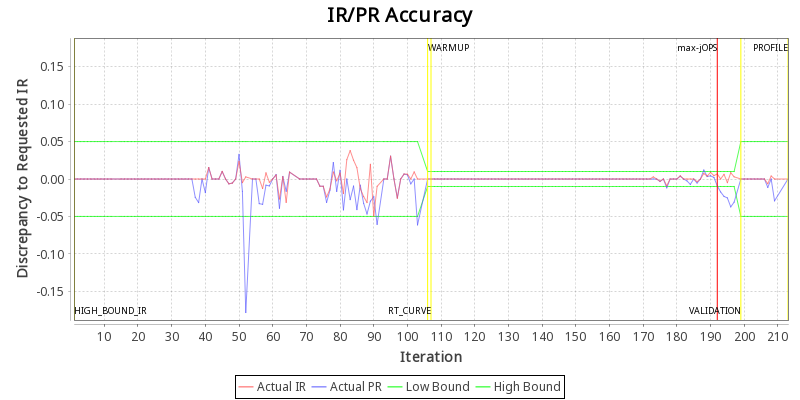 IR/PR Accuracy
Discrepancy to Requested IR
0.15
0.10
0.05
0.00
-0.05
-0.10
-0.15
WARMUP
max-jOPS
PROFILE
HIGH_BOUND_IR
RT_CURVE
VALIDATION
10 20 30 40 50 60 70 80 90 100 110 120 130 140 150 160 170 180 190 200 210
Iteration
Actual IR Actual PR Low Bound High Bound